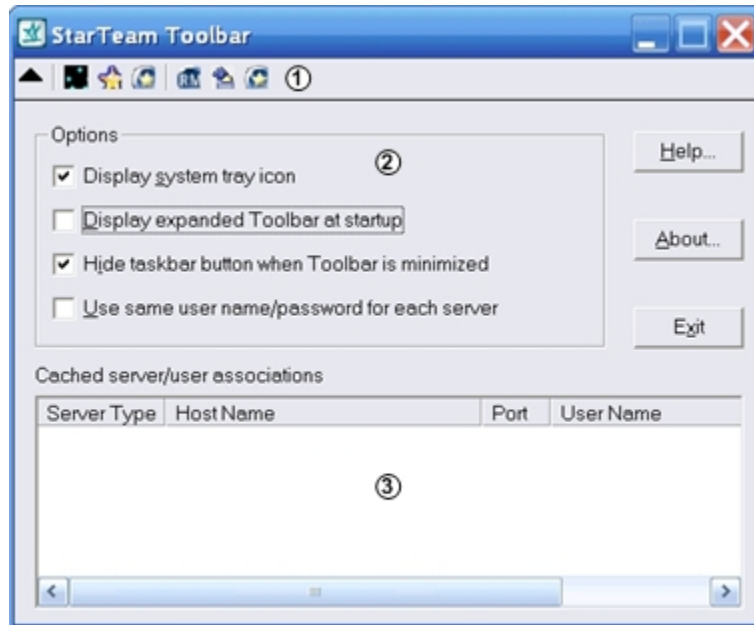 StarTeam Toolbar
RM ①
Options
②
Display system tray icon
Display expanded Toolbar at startup
Hide taskbar button when Toolbar is minimized
Use same user name/password for each server
Help...
About...
Exit
Cached server/user associations
Server Type Host Name Port User Name
③